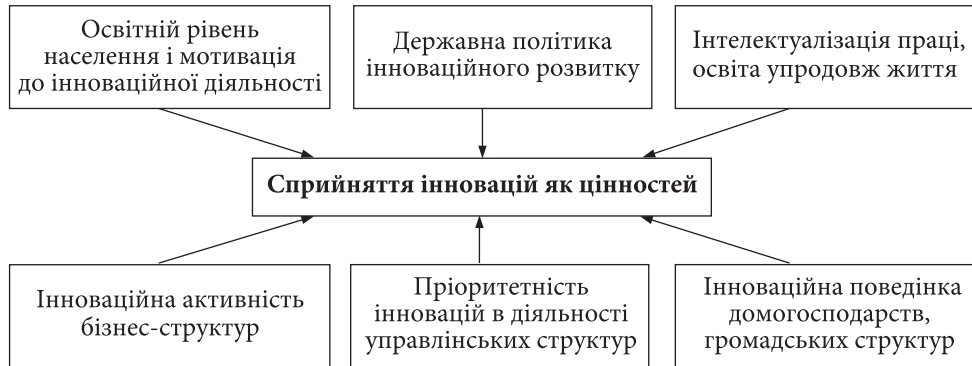 Освітній рівень
населення і мотивація
до інноваційної діяльності
Державна політика
інноваційного розвитку
Інтелектуалізація праці,
освіта упродовж життя
Сприйняття інновацій як цінностей
Інноваційна активність
бізнес-структур
Пріоритетність
інновацій в діяльності
управлінських структур
Інноваційна поведінка
домогосподарств,
громадських структур